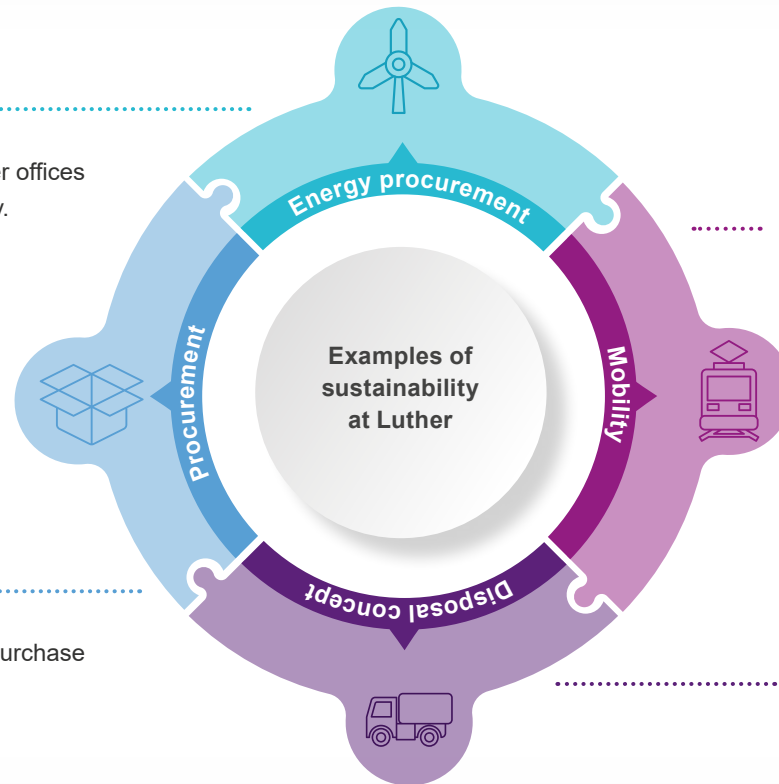 er offices
y.
Energy procurement
Procurement
Examples of
sustainability
at Luther
Mobility
Disposal concept
urchase